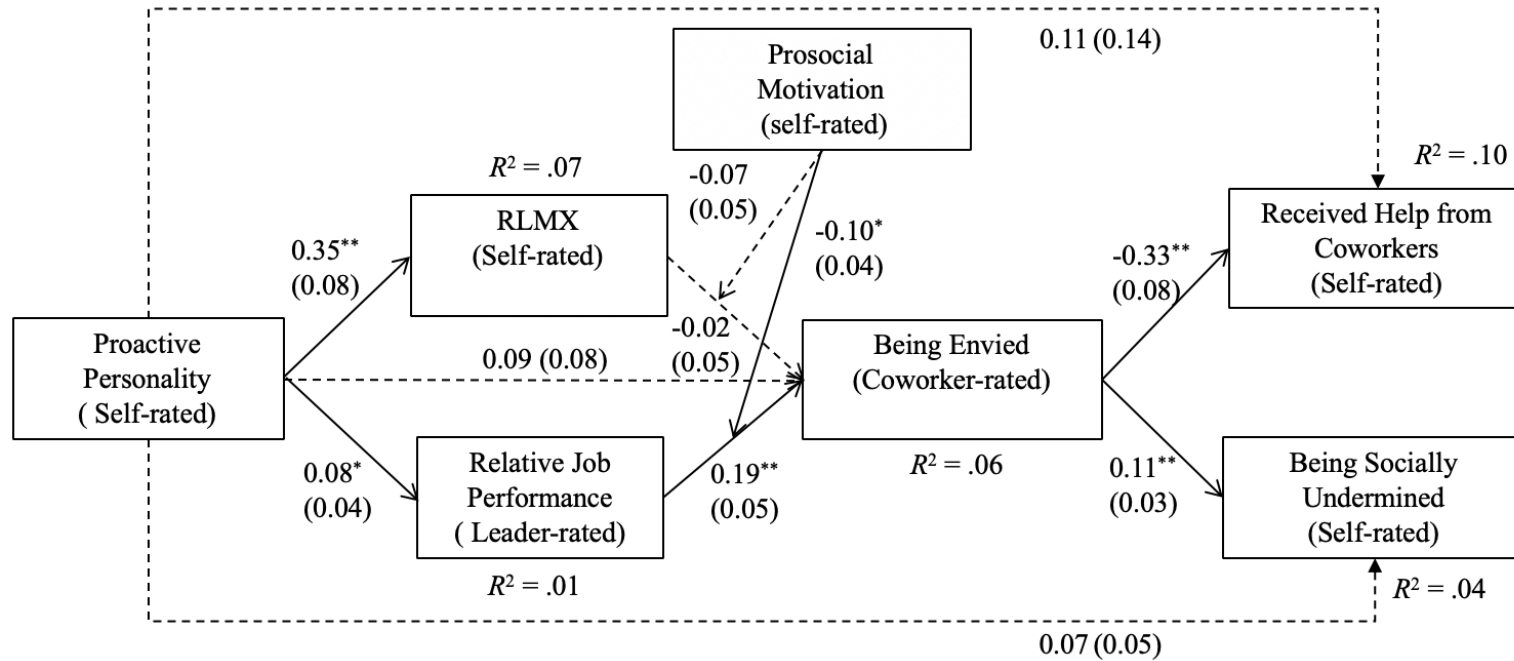 0.11 (0.14)
Prosocial
Motivation
(self-rated)
R² = .10
R² = .07
-0.07
(0.05)
RLMX
(Self-rated)
Received Help from
Coworkers
(Self-rated)
0.35**
(0.08)
-0.10*
(0.04)
-0.33**
(0.08)
Proactive
Personality
( Self-rated)
0.09 (0.08)
-0.02
(0.05)
Being Envied
(Coworker-rated)
0.08*
(0.04)
Relative Job
Performance
( Leader-rated)
0.19**
(0.05)
R² = .06
0.11**
(0.03)
Being Socially
Undermined
(Self-rated)
R² = .01
R² = .04
0.07 (0.05)